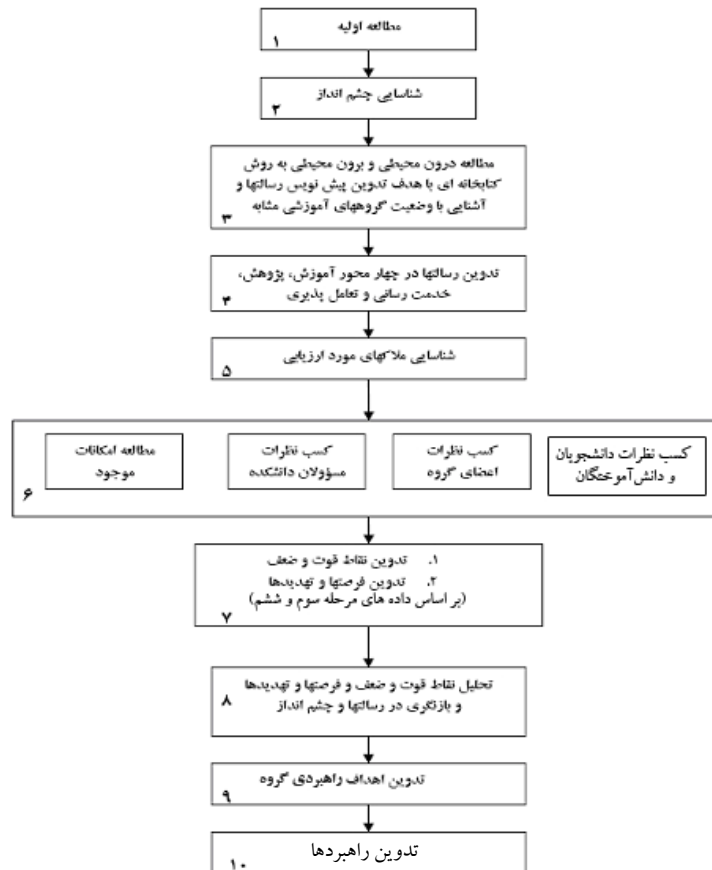 مطالعه اولیه
۱
شناسایی چشم انداز
۲
مطالعه درون محیطی و برون محیطی به روش
کتابخانه ای با هدف تدوین پیش نویس رسالتها و
آشنایی با وضعیت گروههای آموزشی مشابه
۳
تدوین رسالتها در چهار محور آموزش، پژوهش،
خدمت رسانی و تعامل پذیری
۴
شناسایی ملاکهای مورد ارزیابی
۵
کسب نظرات دانشجویان
و دانش‌آموختگان
کسب نظرات
اعضای گروه
کسب نظرات
مسؤولان دانشکده
مطالعه امکانات
موجود
۶
۱. تدوین نقاط قوت و ضعف
۲. تدوین فرصتها و تهدیدها
(بر اساس داده های مرحله سوم و ششم)
۷
تحلیل نقاط قوت و ضعف و فرصتها و تهدیدها
و بازنگری در رسالتها و چشم انداز
۸
تدوین اهداف راهبردی گروه
۹
تدوین راهبردها
۱۰